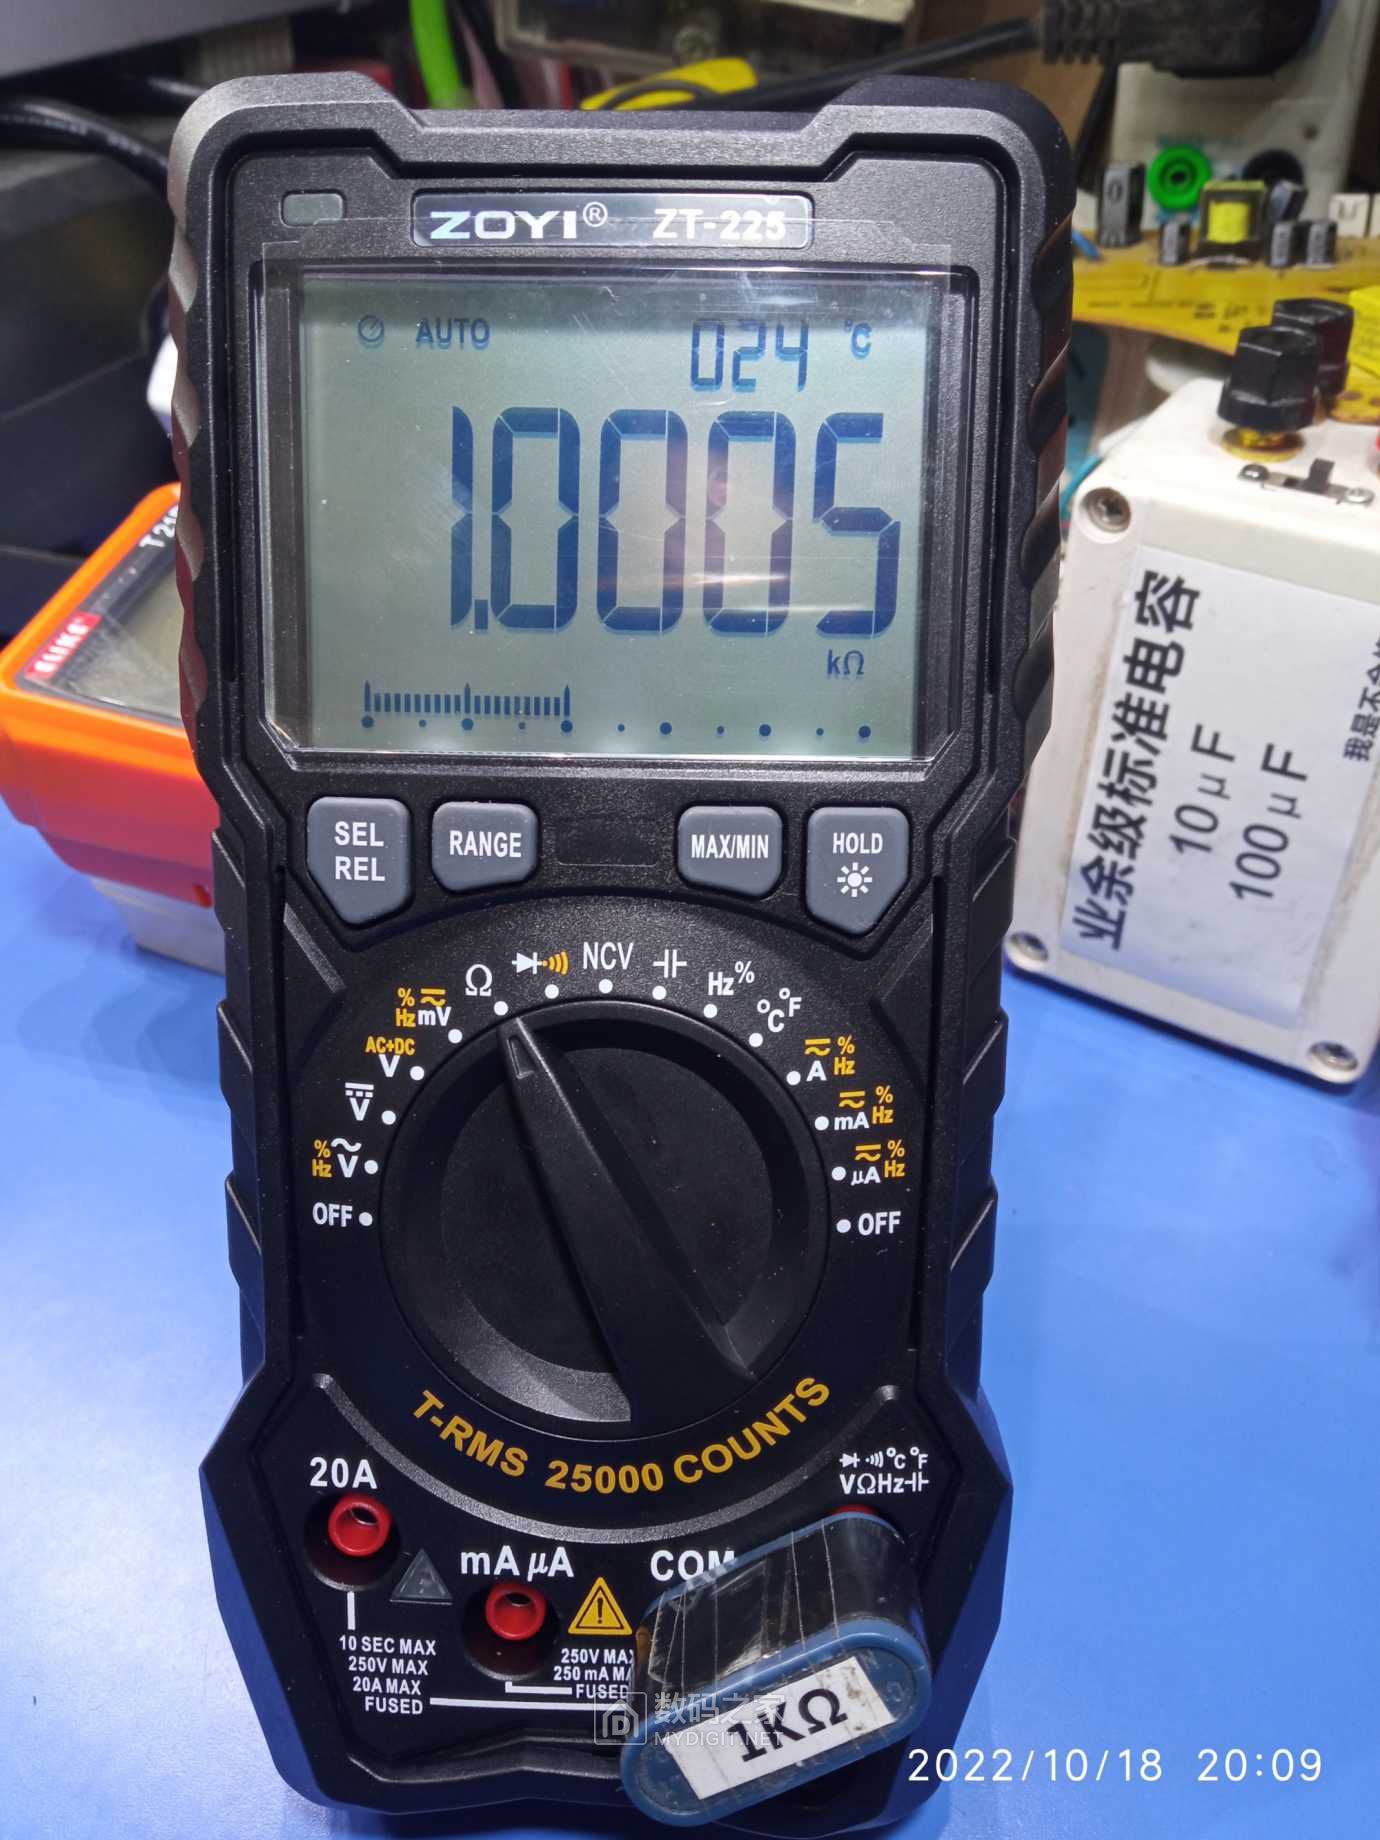 ZOYI® ZT-225
AUTO 024 °C
1.0005
kΩ
SEL
REL
RANGE
MAX/MIN
HOLD
NCV
Hz%
°C°F
Ω
% Hz mV
AC+DC
V
V
% Hz V
OFF
A % Hz
mA % Hz
µA % Hz
OFF
T-RMS 25000 COUNTS
20A
mA µA
COM
°C °F
VΩHz
10 SEC MAX
250V MAX
20A MAX
FUSED
250V MAX
250 mA MA
FUSED
1KΩ
业余级标准电容
10μF
100μF
数码之家
MYDIGIT.NET
2022/10/18 20:09